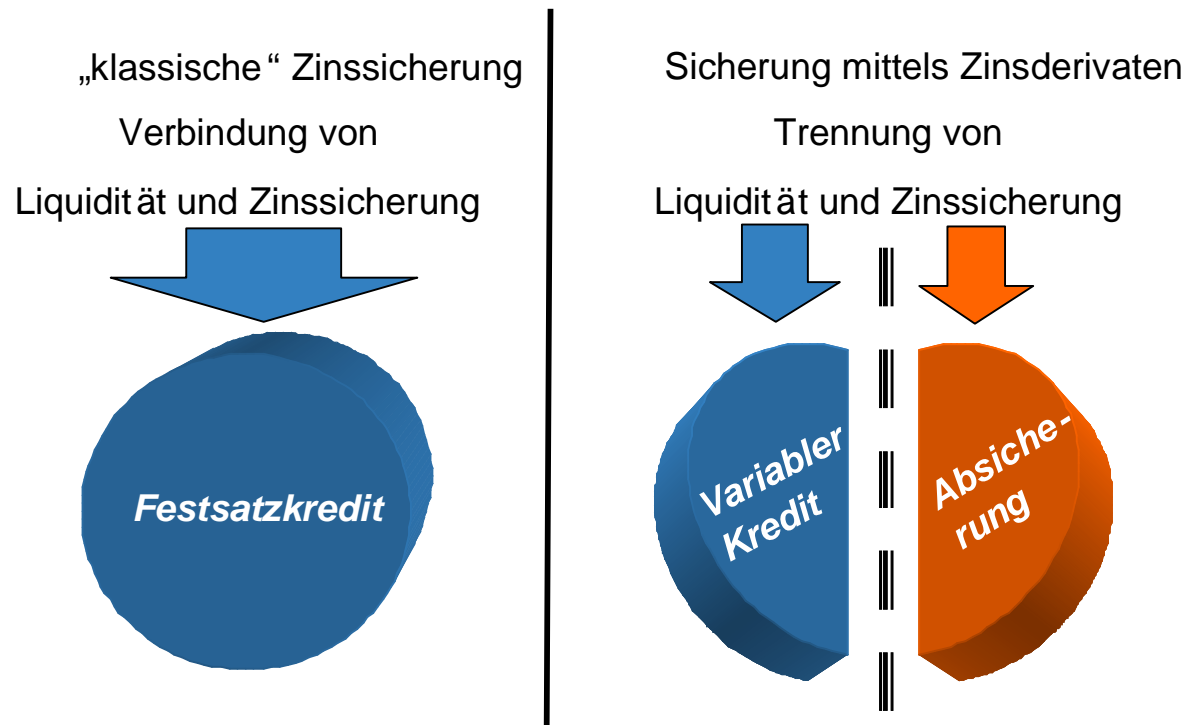 „klassische“ Zinssicherung
Verbindung von
Liquidität und Zinssicherung
Festsatzkredit
Sicherung mittels Zinsderivaten
Trennung von
Liquidität und Zinssicherung
Variabler
Kredit
Absiche-
rung